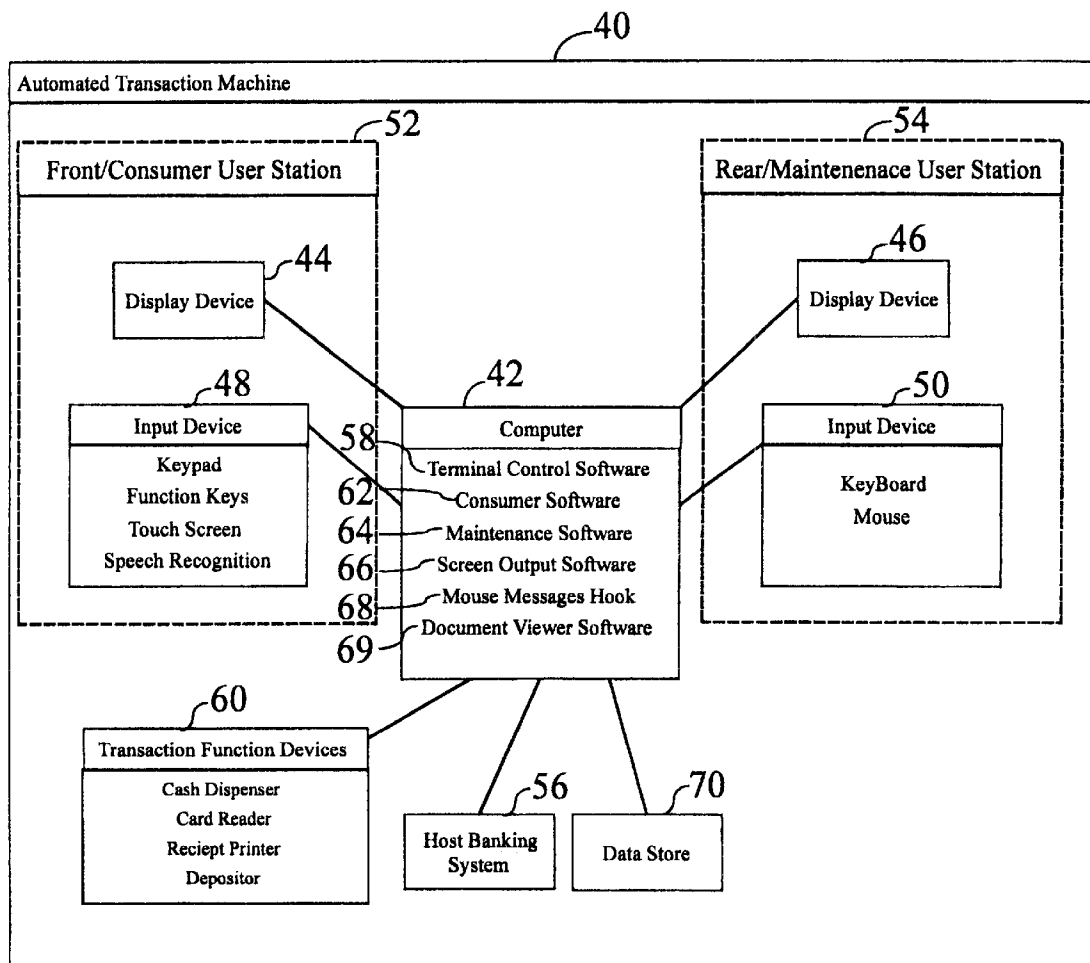 40
Automated Transaction Machine
52
Front/Consumer User Station
44
Display Device
48
Input Device
Keypad
Function Keys
Touch Screen
Speech Recognition
54
Rear/Maintenenace User Station
46
Display Device
50
Input Device
KeyBoard
Mouse
42
Computer
58
Terminal Control Software
62
Consumer Software
64
Maintenance Software
66
Screen Output Software
68
Mouse Messages Hook
69
Document Viewer Software
60
Transaction Function Devices
Cash Dispenser
Card Reader
Reciept Printer
Depositor
56
Host Banking
System
70
Data Store